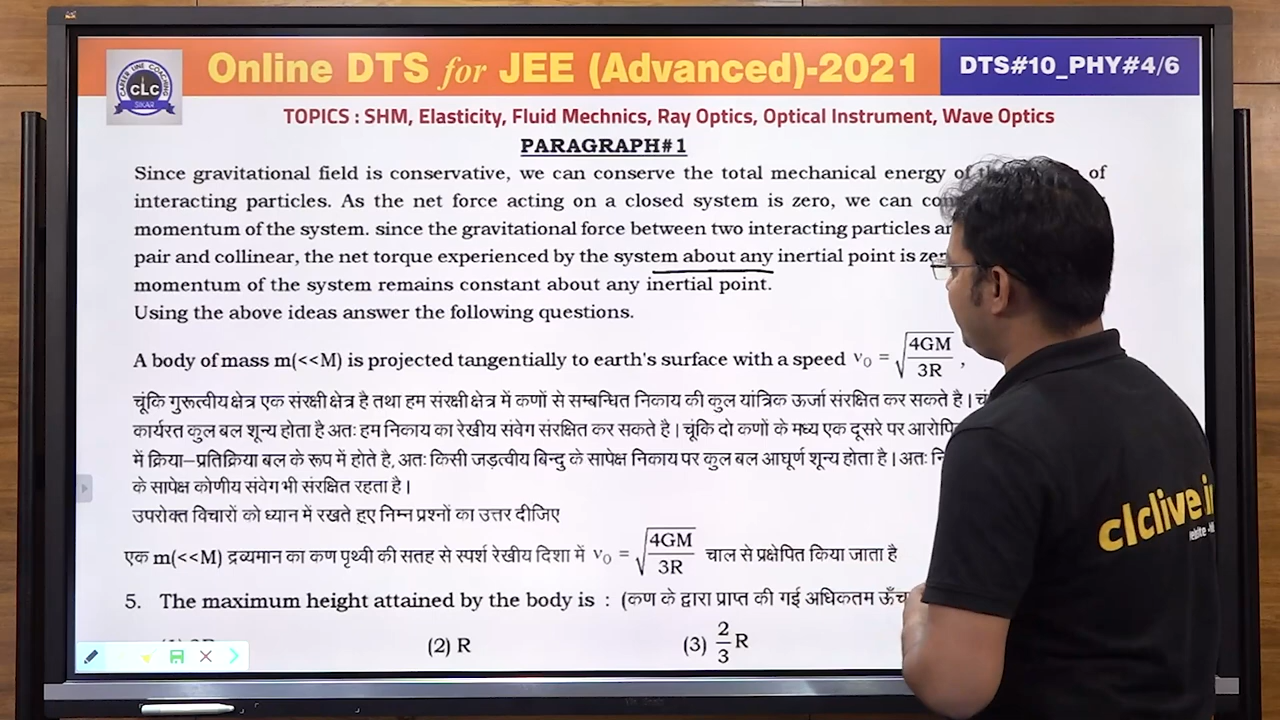 Online DTS for JEE (Advanced)-2021
DTS#10_PHY#4/6
CAREER LINE COACHING
CLC
SIKAR
TOPICS : SHM, Elasticity, Fluid Mechnics, Ray Optics, Optical Instrument, Wave Optics
PARAGRAPH#1
Since gravitational field is conservative, we can conserve the total mechanical energy of of
interacting particles. As the net force acting on a closed system is zero, we can
momentum of the system. since the gravitational force between two interacting particles
pair and collinear, the net torque experienced by the system about any inertial point is
momentum of the system remains constant about any inertial point.
Using the above ideas answer the following questions.
A body of mass m(<<M) is projected tangentially to earth's surface with a speed v₀ = √(4GM/3R) ,
चूंकि गुरूत्वीय क्षेत्र एक संरक्षी क्षेत्र है तथा हम संरक्षी क्षेत्र में कणों से सम्बन्धित निकाय की कुल यांत्रिक ऊर्जा संरक्षित कर सकते है।
कार्यरत कुल बल शून्य होता है अतः हम निकाय का रेखीय संवेग संरक्षित कर सकते है। चूंकि दो कणों के मध्य एक दूसरे पर
में क्रिया–प्रतिक्रिया बल के रूप में होते है, अतः किसी जड़त्वीय बिन्दु के सापेक्ष निकाय पर कुल बल आघूर्ण शून्य होता है। अतः
के सापेक्ष कोणीय संवेग भी संरक्षित रहता है।
उपरोक्त विचारों को ध्यान में रखते हुए निम्न प्रश्नों का उत्तर दीजिए
एक m(<<M) द्रव्यमान का कण पृथ्वी की सतह से स्पर्श रेखीय दिशा में v₀ = √(4GM/3R) चाल से प्रक्षेपित किया जाता है
5. The maximum height attained by the body is : (कण के द्वारा प्राप्त की गई अधिकतम
(2) R (3) 2/3 R
clclive.i